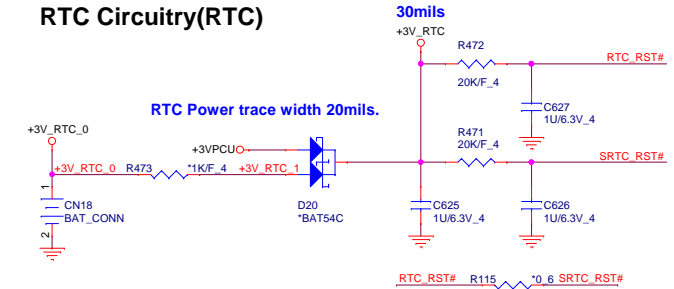 RTC Circuitry(RTC)
30mils
+3V_RTC
R472
RTC_RST#
20K/F_4
C627
1U/6.3V_4
RTC Power trace width 20mils.
+3V_RTC_0
+3VPCU
R471
20K/F_4
SRTC_RST#
+3V_RTC_0
R473
*1K/F_4
+3V_RTC_1
1
CN18
BAT_CONN
2
D20
*BAT54C
C625
1U/6.3V_4
C626
1U/6.3V_4
RTC_RST#
R115
*0_6
SRTC_RST#